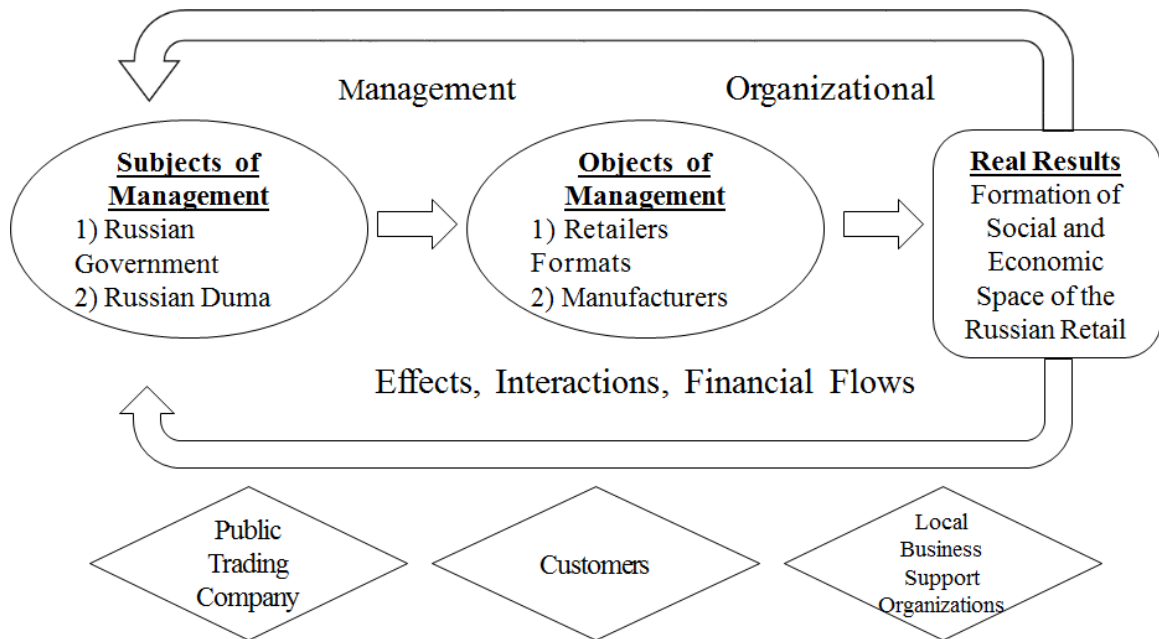 Management
Organizational
Subjects of
Management
1) Russian
Government
2) Russian Duma
Objects of
Management
1) Retailers
Formats
2) Manufacturers
Real Results
Formation of
Social and
Economic
Space of the
Russian Retail
Effects, Interactions, Financial Flows
Public
Trading
Company
Customers
Local
Business
Support
Organizations